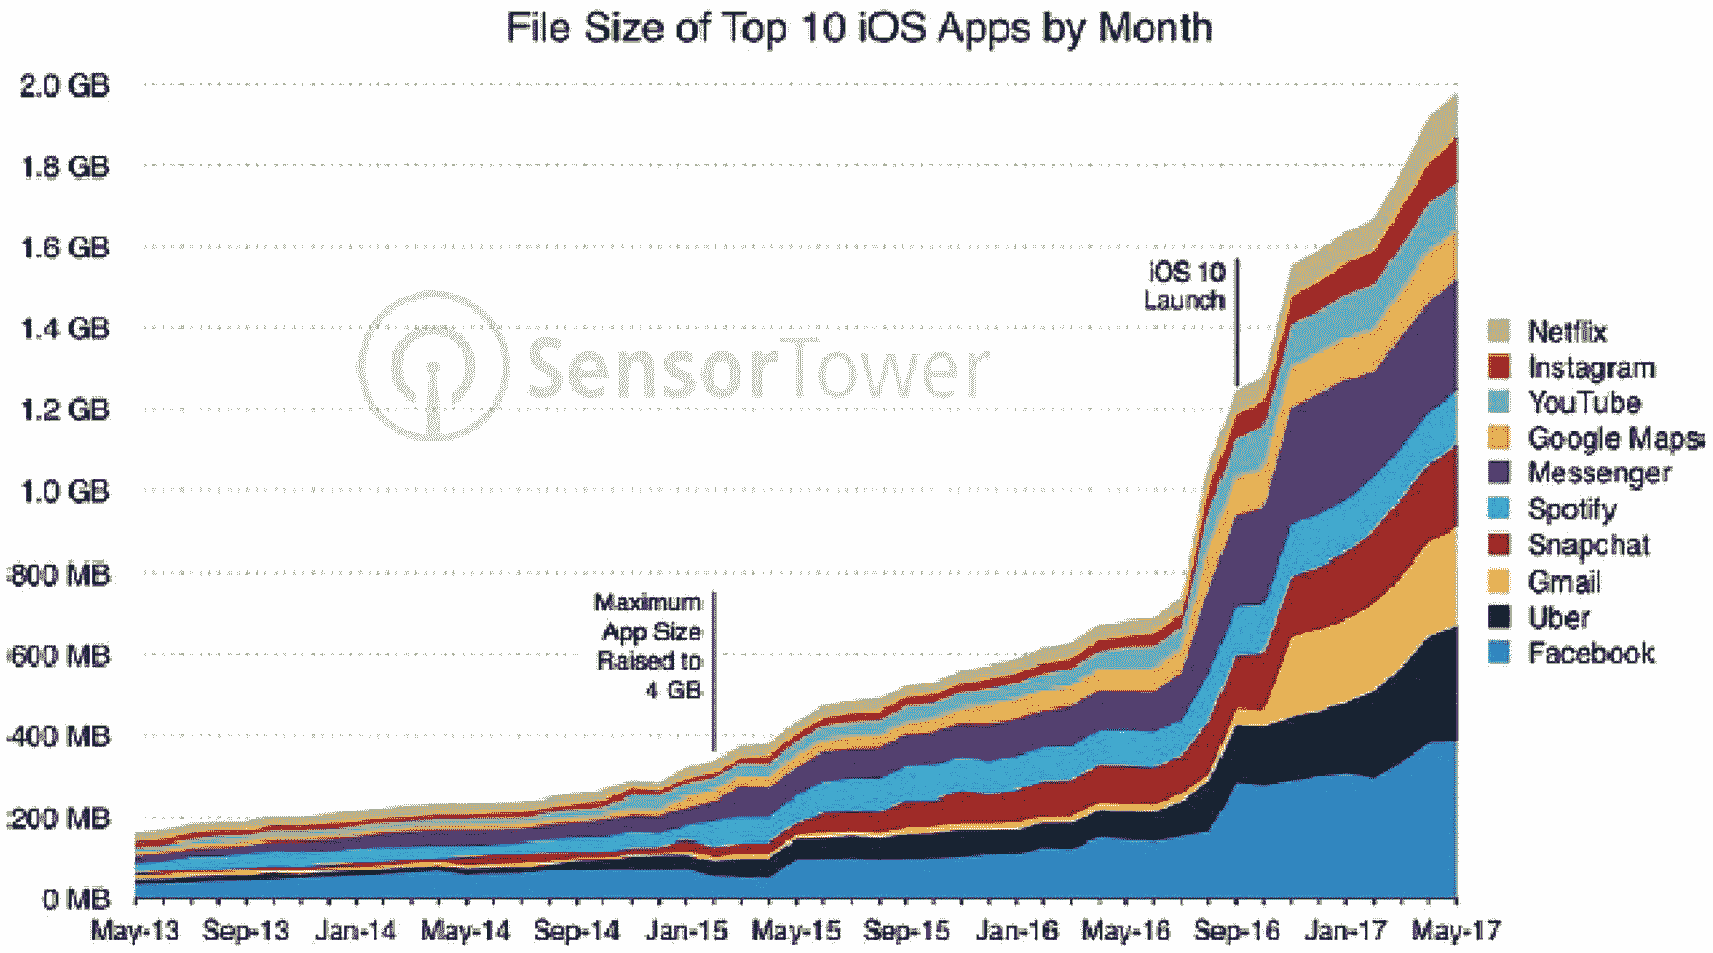 File Size of Top 10 iOS Apps by Month
2.0 GB
1.8 GB
1.6 GB
1.4 GB
1.2 GB
1.0 GB
800 MB
600 MB
400 MB
200 MB
0 MB
iOS 10
Launch
SensorTower
Maximum
App Size
Raised to
4 GB
Netflix
Instagram
YouTube
Google Maps
Messenger
Spotify
Snapchat
Gmail
Uber
Facebook
May-13 Sep-13 Jan-14 May-14 Sep-14 Jan-15 May-15 Sep-15 Jan-16 May-16 Sep-16 Jan-17 May-17